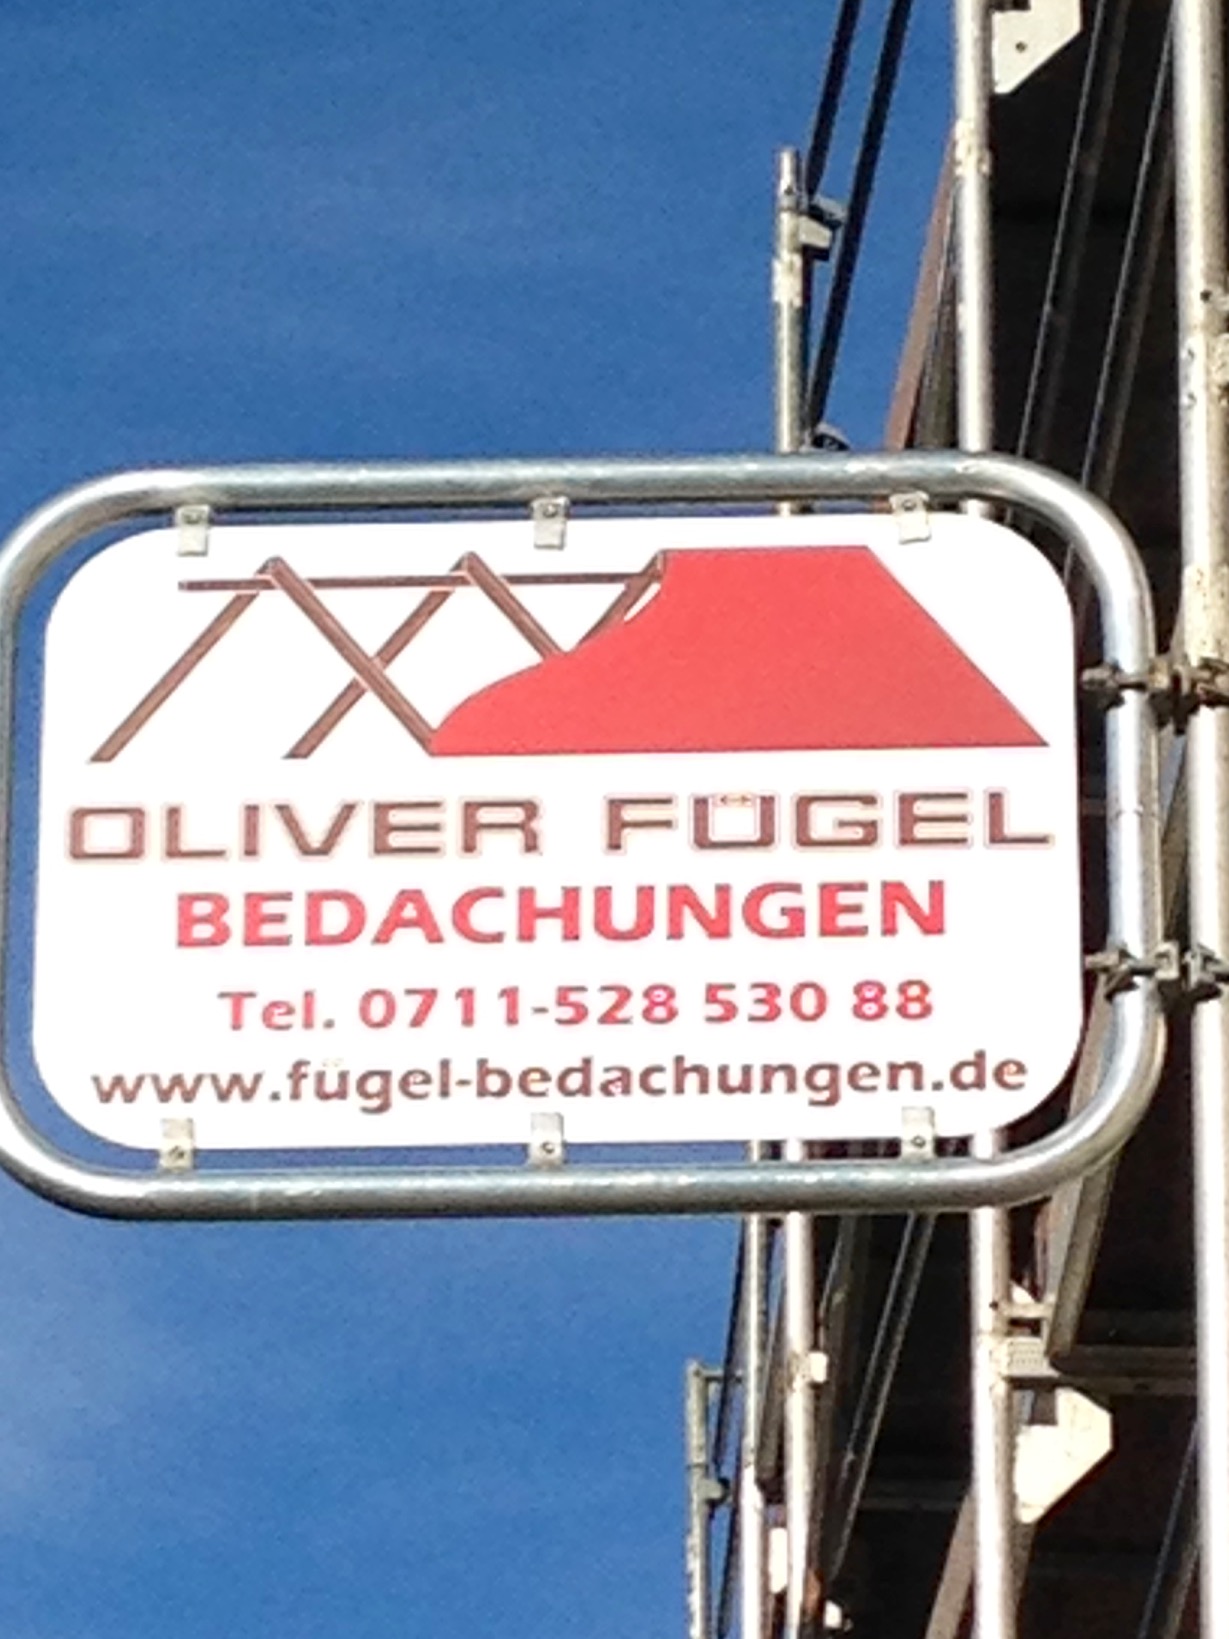 OLIVER FÜGEL
BEDACHUNGEN
Tel. 0711-528 530 88
www.fügel-bedachungen.de